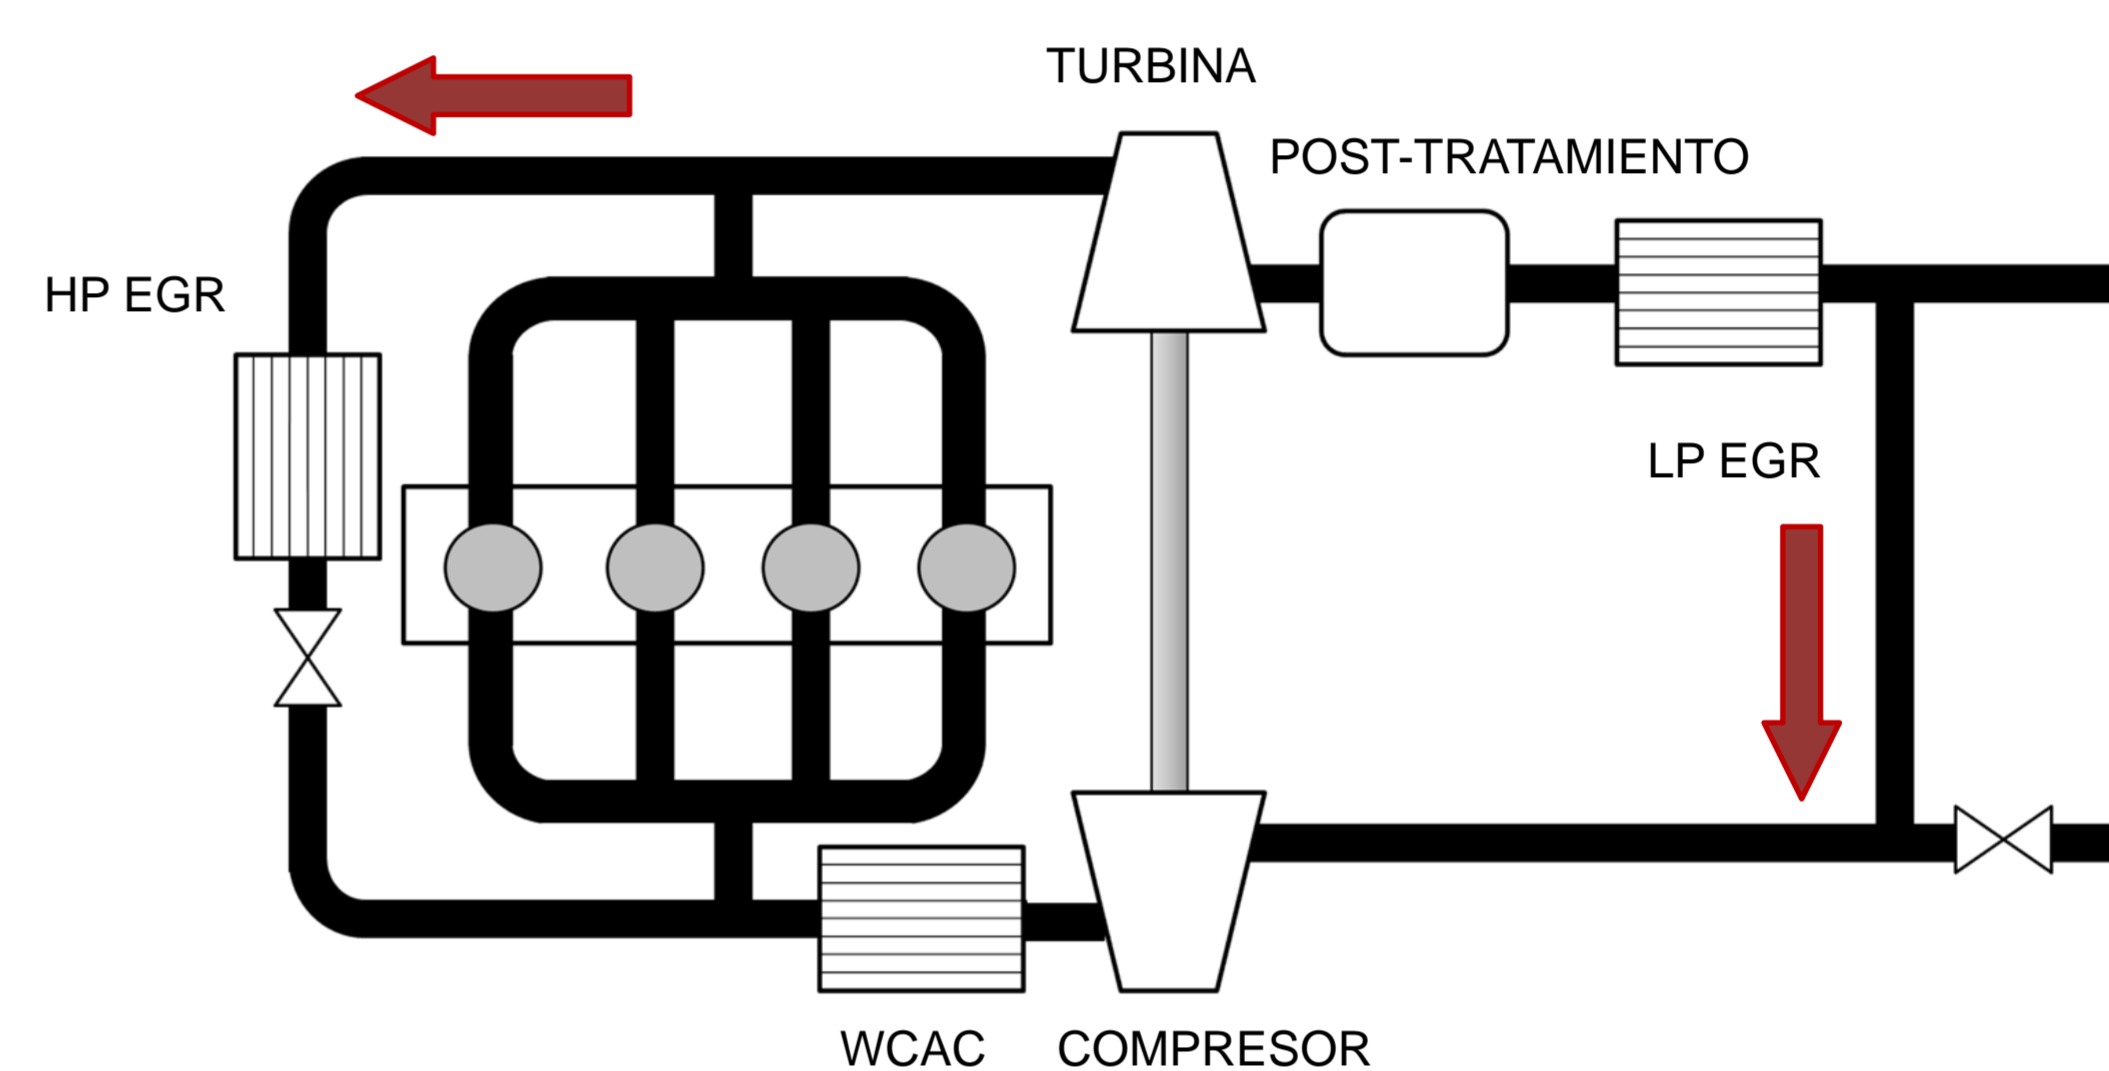 TURBINA
POST-TRATAMIENTO
HP EGR
LP EGR
WCAC
COMPRESOR